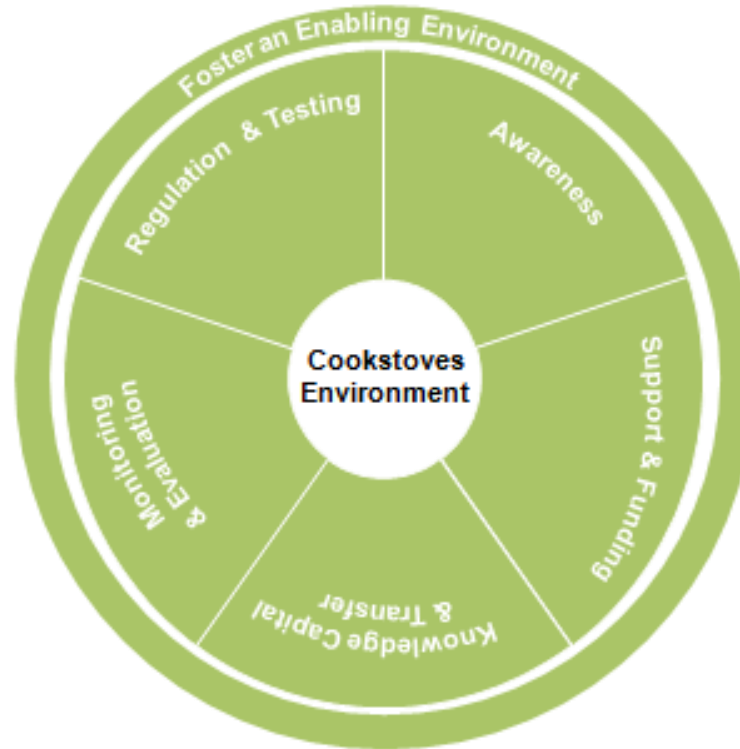 Foster an Enabling Environment
Regulation & Testing
Awareness
Cookstoves
Environment
Support & Funding
Monitoring
& Evaluation
Knowledge Capital
& Transfer